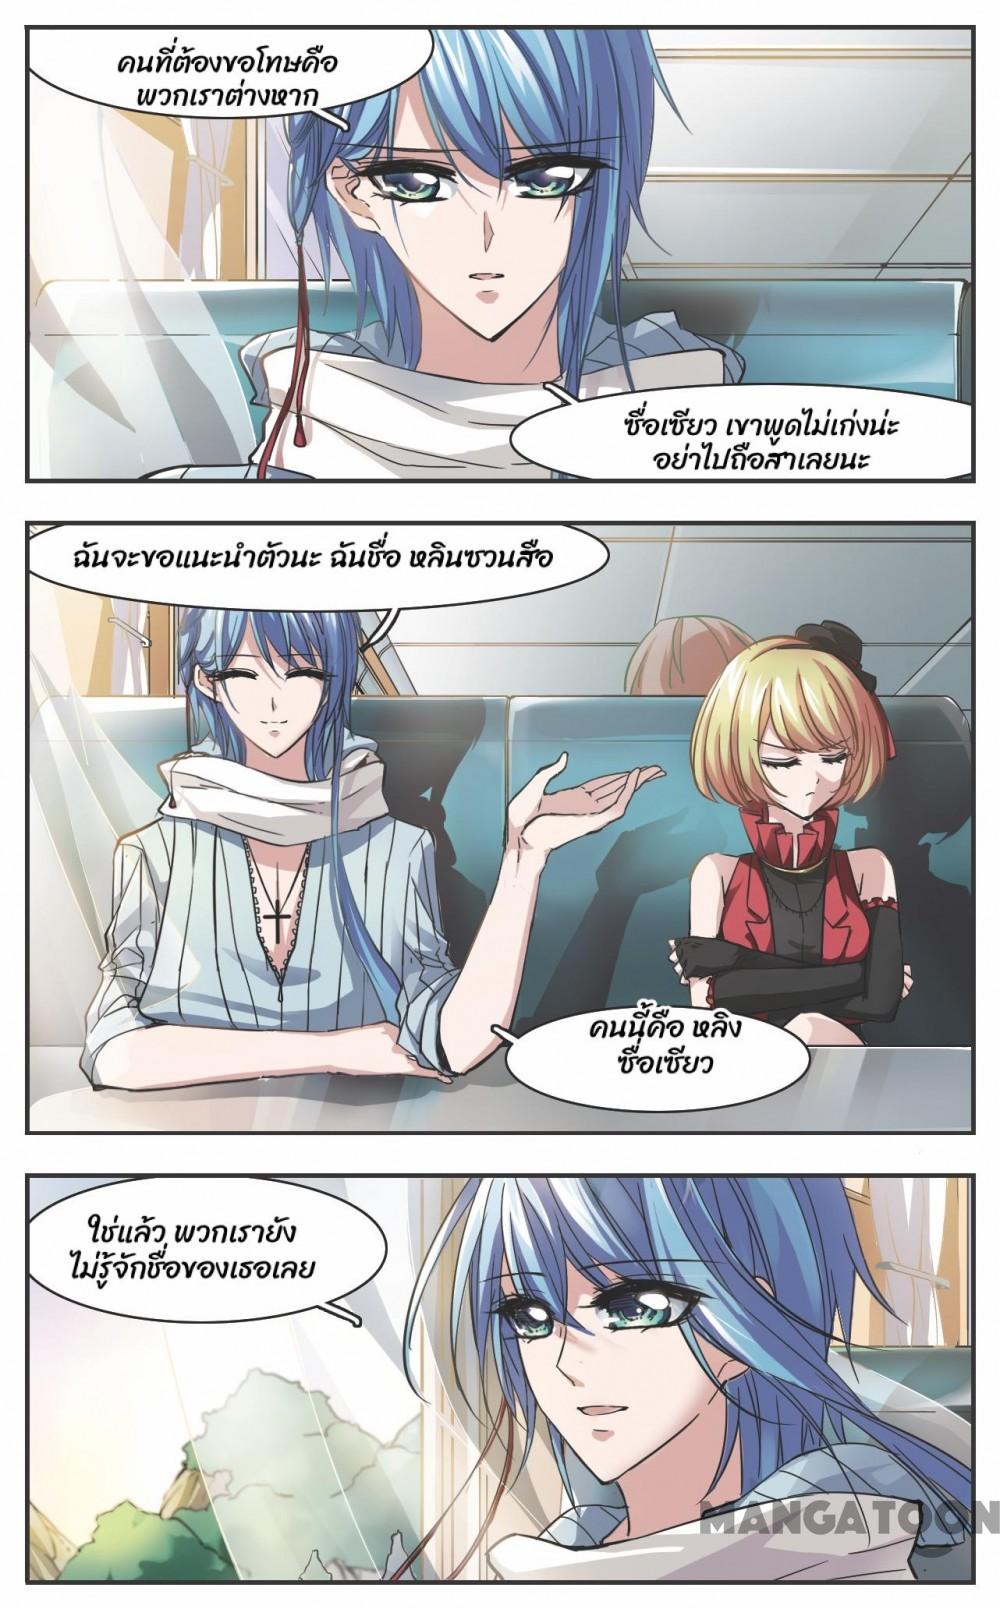 คนที่ต้องขอโทษคือ
พวกเราต่างหาก
ซื่อเซียว เขาพูดไม่เก่งน่ะ
อย่าไปถือสาเลยนะ
ฉันจะขอแนะนำตัวนะ ฉันชื่อ หลินซวนสือ
คนนี้คือ หลิง
ซื่อเซียว
ใช่แล้ว พวกเรายัง
ไม่รู้จักชื่อของเธอเลย
MANGATOON